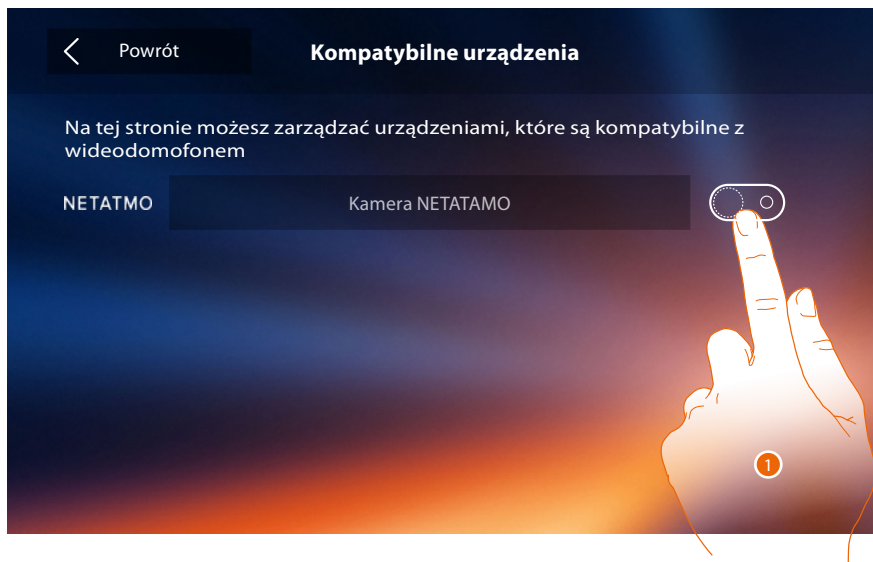 Powrót
Kompatybilne urządzenia
Na tej stronie możesz zarządzać urządzeniami, które są kompatybilne z
wideodomofonem
NETATMO
Kamera NETATAMO
1